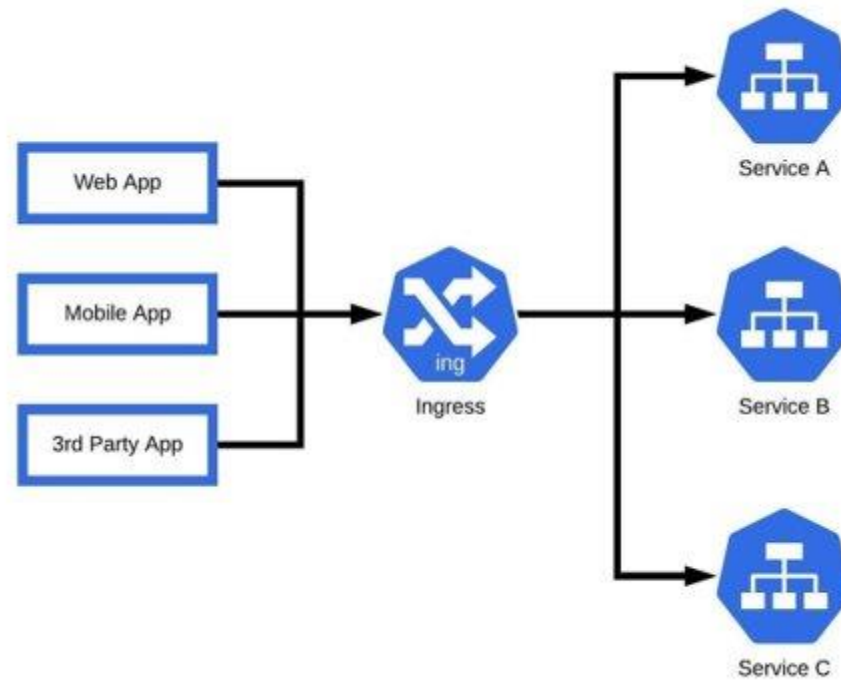 Web App
Mobile App
3rd Party App
ing
Ingress
Service A
Service B
Service C